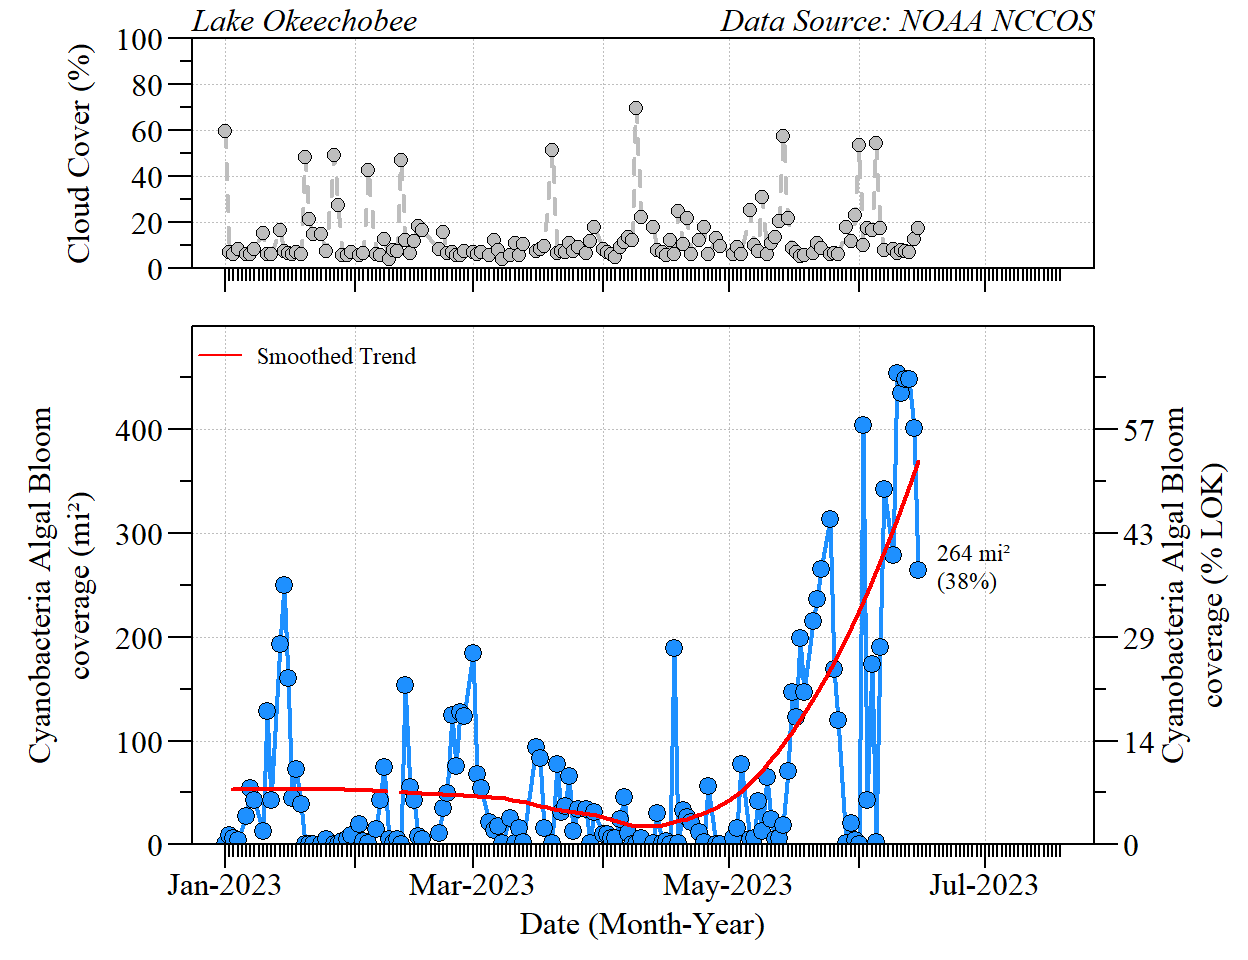 Lake Okeechobee
Data Source: NOAA NCCOS
Cloud Cover (%)
100
80
60
40
20
0
Smoothed Trend
Cyanobacteria Algal Bloom
coverage (mi²)
400
300
200
100
0
57
43
29
14
0
Cyanobacteria Algal Bloom
coverage (% LOK)
264 mi²
(38%)
Jan-2023
Mar-2023
May-2023
Jul-2023
Date (Month-Year)